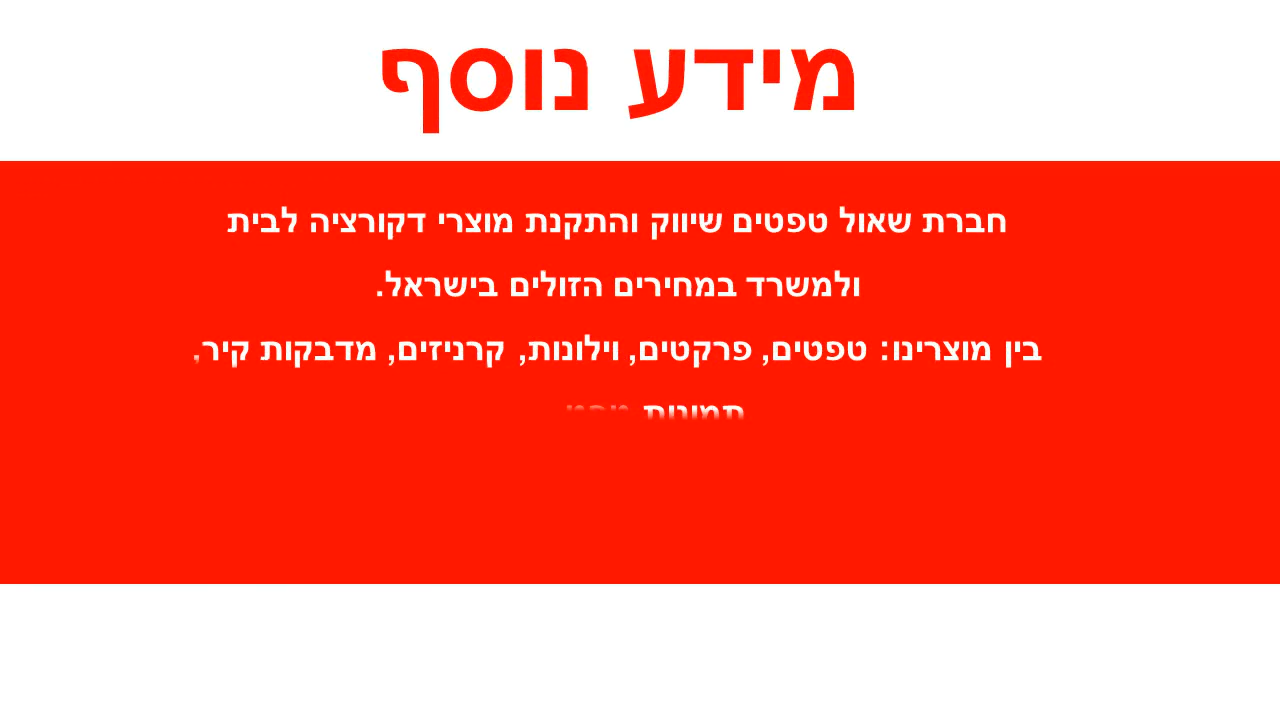 מידע נוסף
חברת שאול טפטים שיווק והתקנת מוצרי דקורציה לבית
ולמשרד במחירים הזולים בישראל.
בין מוצרינו: טפטים, פרקטים, וילונות, קרניזים, מדבקות קיר,
תמונות